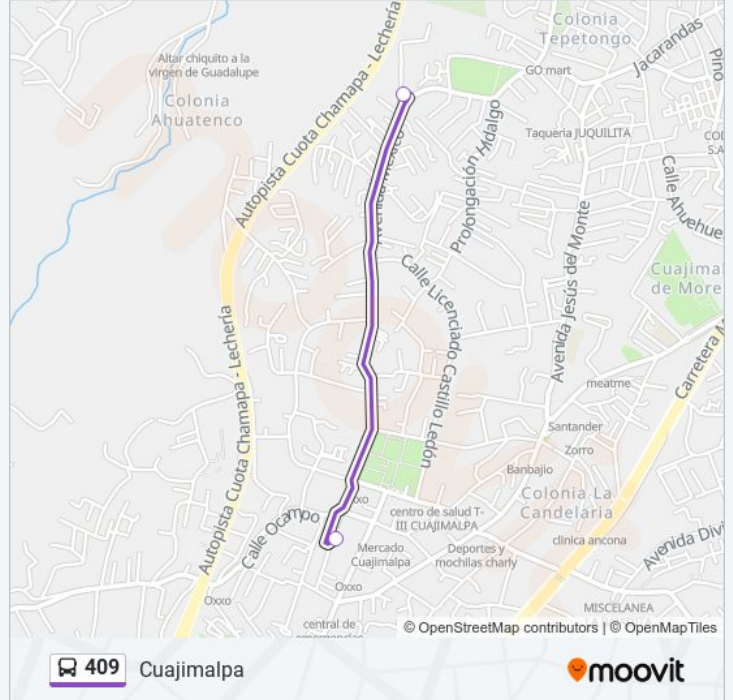 Colonia
Tepetongo
Jacarandas
Pino
Altar chiquito a la
virgen de Guadalupe
GO mart
Colonia
Ahuatenco
Autopista Cuota Chamapa - Lechería
Taquería JUQUILITA
Prolongación Hidalgo
Calle Ahuehue
Calle Licenciado Castillo Ledón
Avenida Jesús del Monte
Cuajimal
de More
Autopista Cuota Chamapa - Lechería
Carretera M
meatme
Santander
Zorro
Banbajio
Colonia La
Candelaria
centro de salud T-
III CUAJIMALPA
Calle Ocampo
clinica ancona
Avenida Divi
Mercado
Cuajimalpa
Deportes y
mochilas charly
Oxxo
Oxxo
MISCELANEA
central de
© OpenStreetMap contributors | © OpenMapTiles
409 Cuajimalpa
moovit